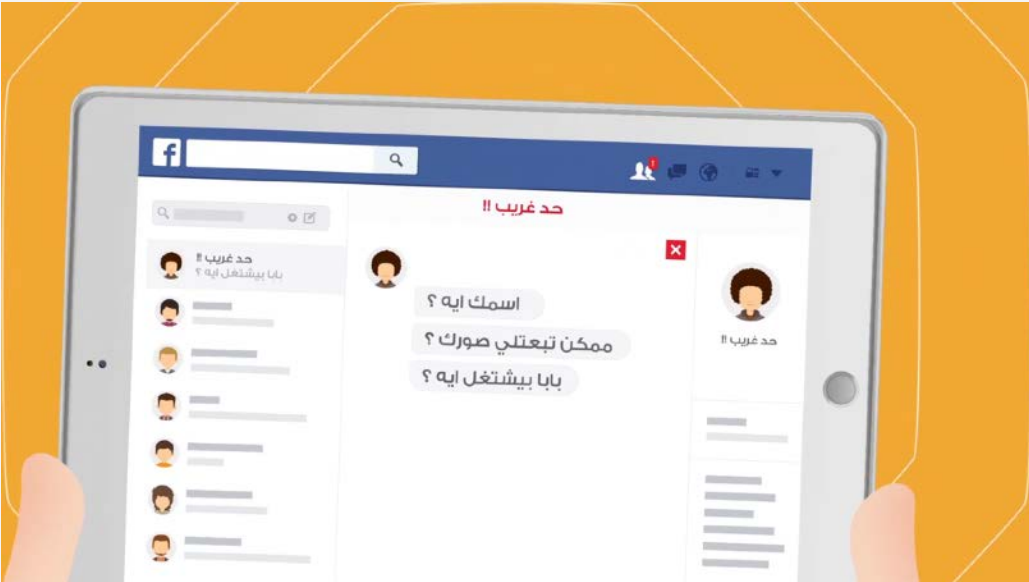 f
حد غريب !!
حد غريب !!
بابا بيشتغل ايه ؟
اسمك ايه ؟
ممكن تبعتلي صورك ؟
بابا بيشتغل ايه ؟
حد غريب !!